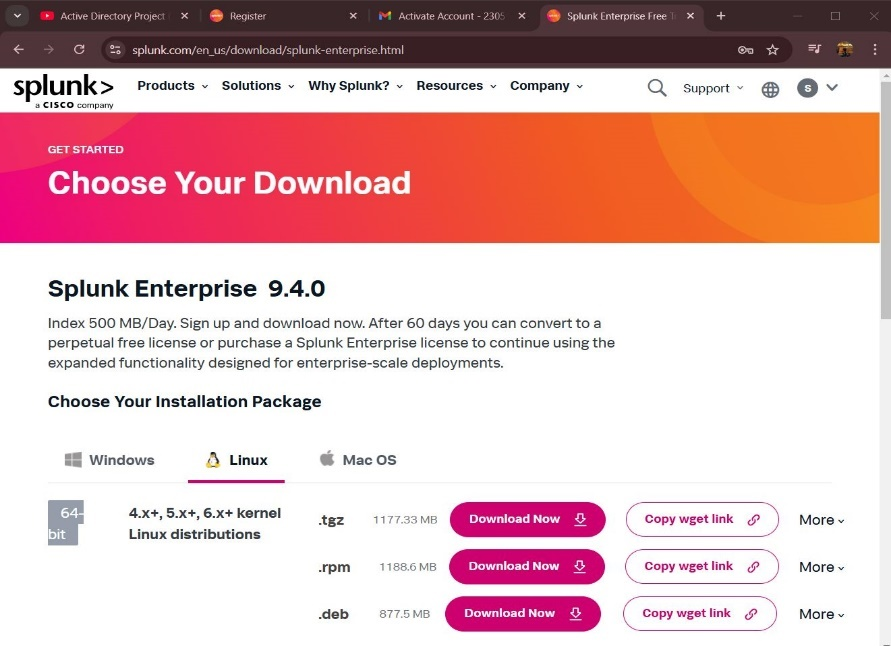 Active Directory Project
Register
Activate Account - 2305
Splunk Enterprise Free
splunk.com/en_us/download/splunk-enterprise.html
splunk>
a CISCO company
Products
Solutions
Why Splunk?
Resources
Company
Support
S
GET STARTED
Choose Your Download
Splunk Enterprise 9.4.0
Index 500 MB/Day. Sign up and download now. After 60 days you can convert to a
perpetual free license or purchase a Splunk Enterprise license to continue using the
expanded functionality designed for enterprise-scale deployments.
Choose Your Installation Package
Windows
Linux
Mac OS
64-
bit
4.x+, 5.x+, 6.x+ kernel
Linux distributions
.tgz
1177.33 MB
Download Now
Copy wget link
More
.rpm
1188.6 MB
Download Now
Copy wget link
More
.deb
877.5 MB
Download Now
Copy wget link
More